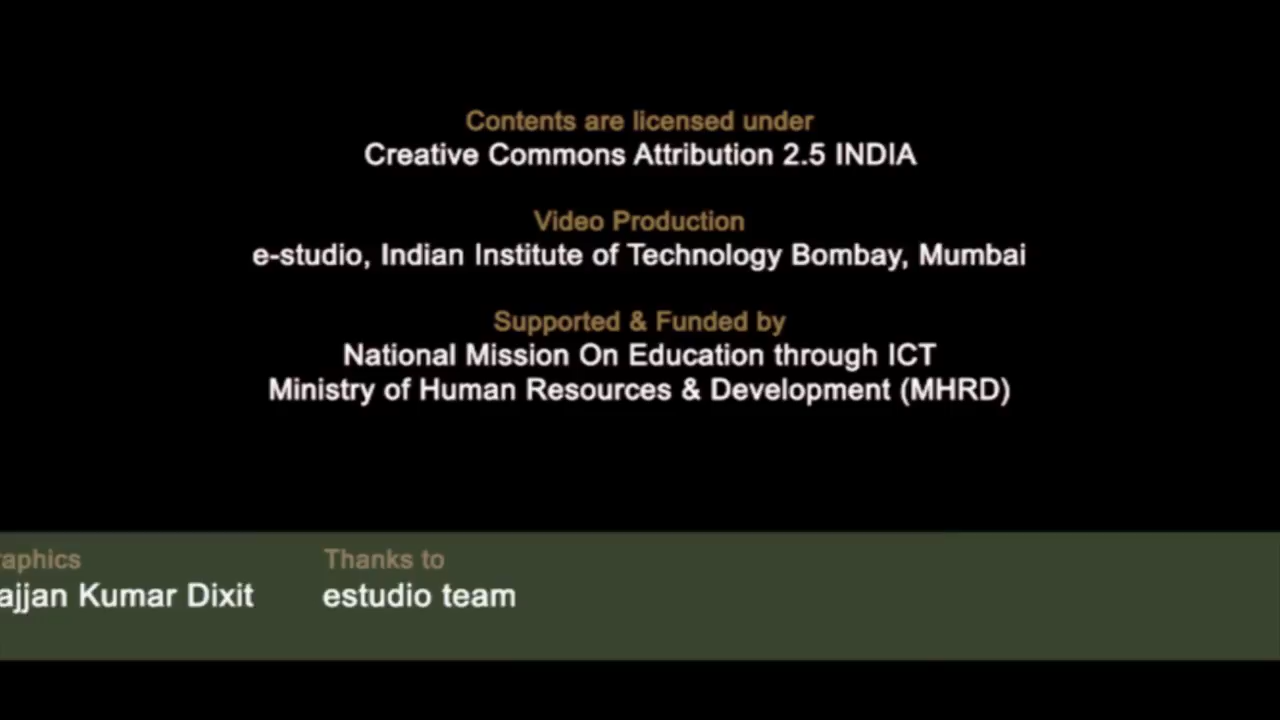 Contents are licensed under
Creative Commons Attribution 2.5 INDIA
Video Production
e-studio, Indian Institute of Technology Bombay, Mumbai
Supported & Funded by
National Mission On Education through ICT
Ministry of Human Resources & Development (MHRD)
raphics Thanks to
ajjan Kumar Dixit estudio team